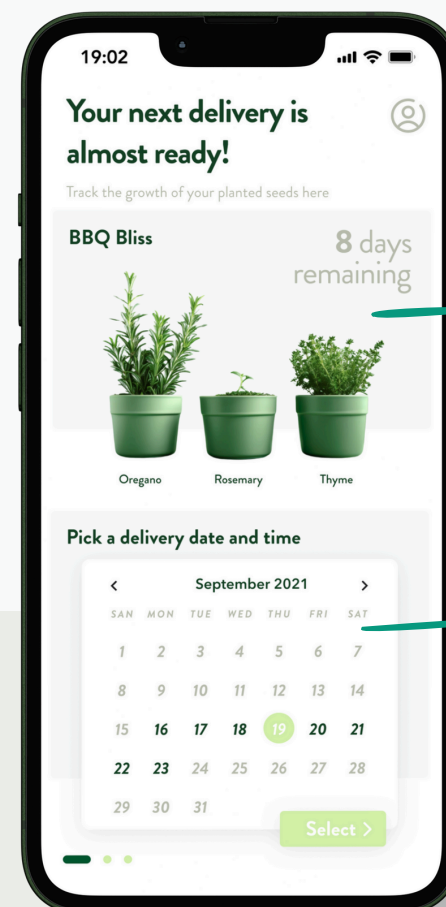 19:02
Your next delivery is
almost ready!
Track the growth of your planted seeds here
BBQ Bliss
8 days
remaining
Oregano
Rosemary
Thyme
Pick a delivery date and time
< September 2021 >
SAN MON TUE WED THU FRI SAT
1 2 3 4 5 6 7
8 9 10 11 12 13 14
15 16 17 18 19 20 21
22 23 24 25 26 27 28
29 30 31
Select >